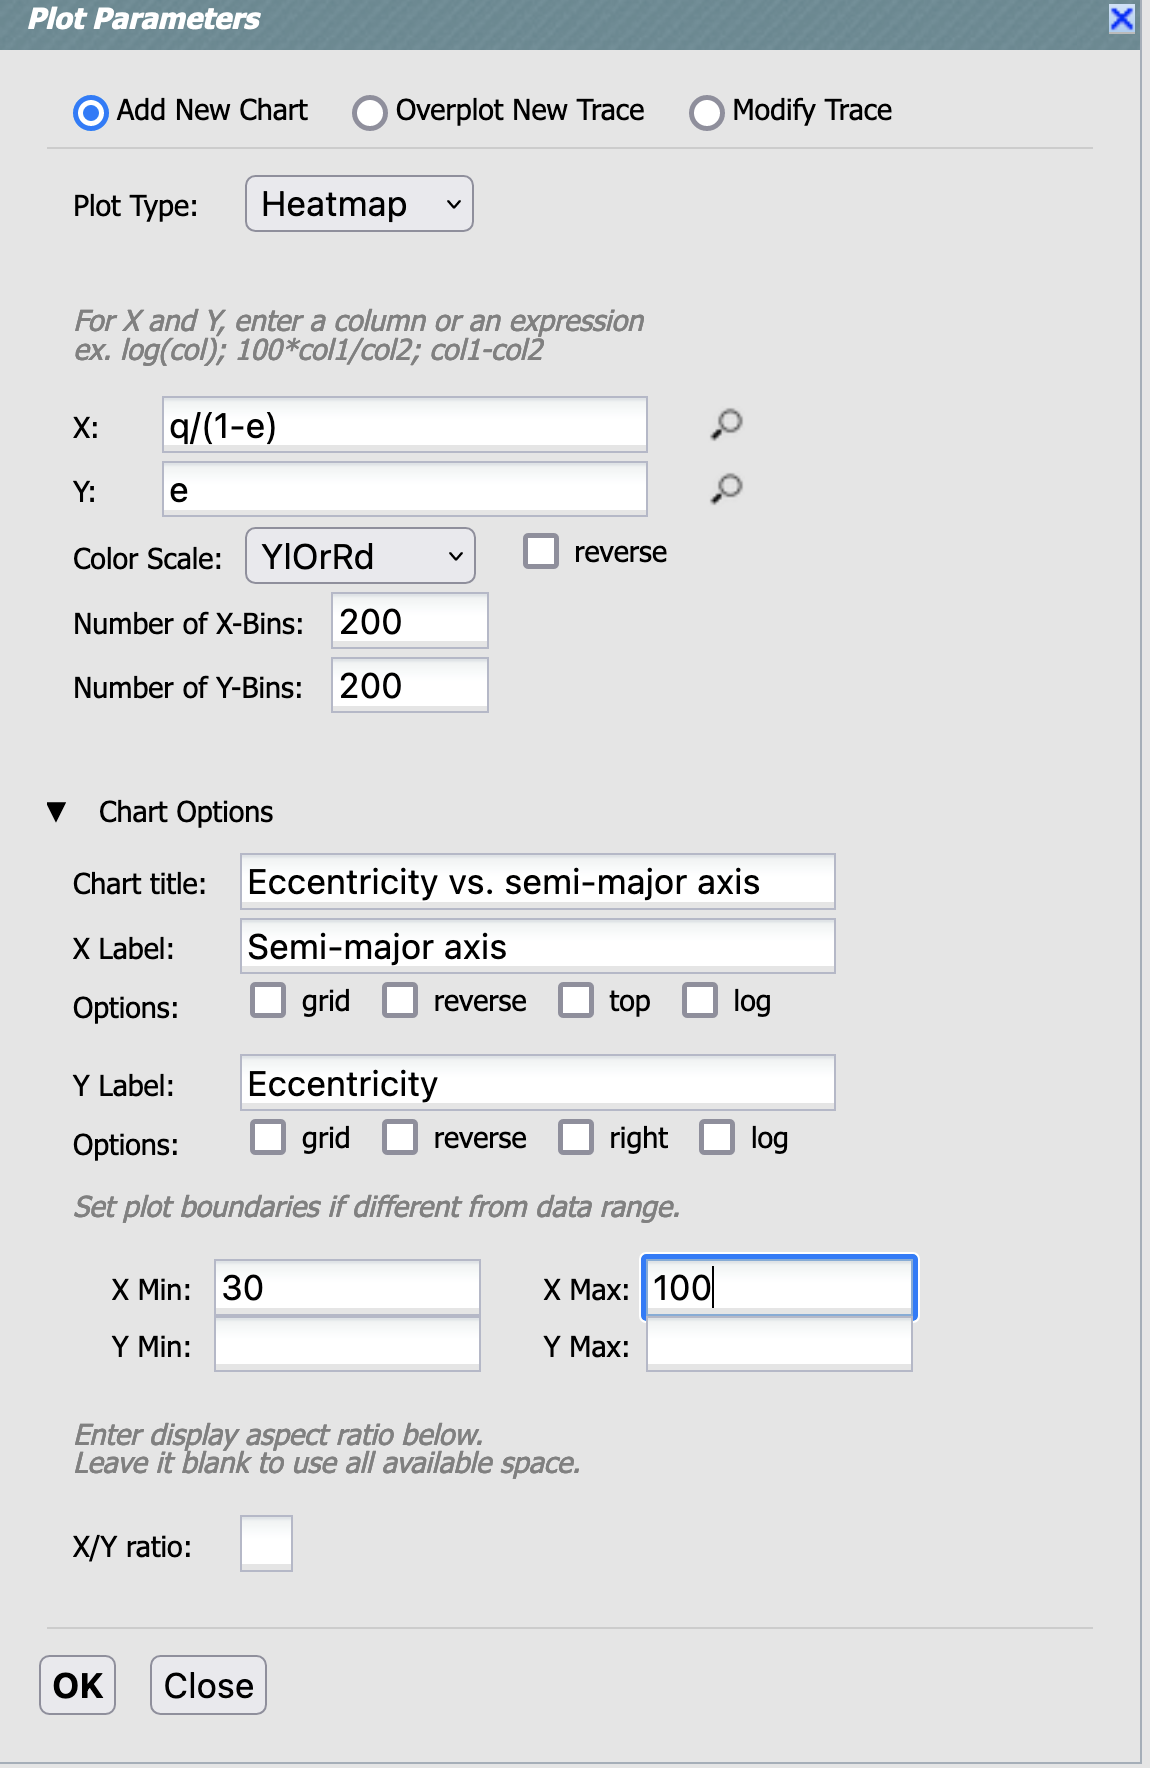 Plot Parameters
Add New Chart Overplot New Trace Modify Trace
Plot Type: Heatmap
For X and Y, enter a column or an expression
ex. log(col); 100*col1/col2; col1-col2
X: q/(1-e)
Y: e
Color Scale: YlOrRd reverse
Number of X-Bins: 200
Number of Y-Bins: 200
Chart Options
Chart title: Eccentricity vs. semi-major axis
X Label: Semi-major axis
Options: grid reverse top log
Y Label: Eccentricity
Options: grid reverse right log
Set plot boundaries if different from data range.
X Min: 30 X Max: 100
Y Min: Y Max:
Enter display aspect ratio below.
Leave it blank to use all available space.
X/Y ratio:
OK Close